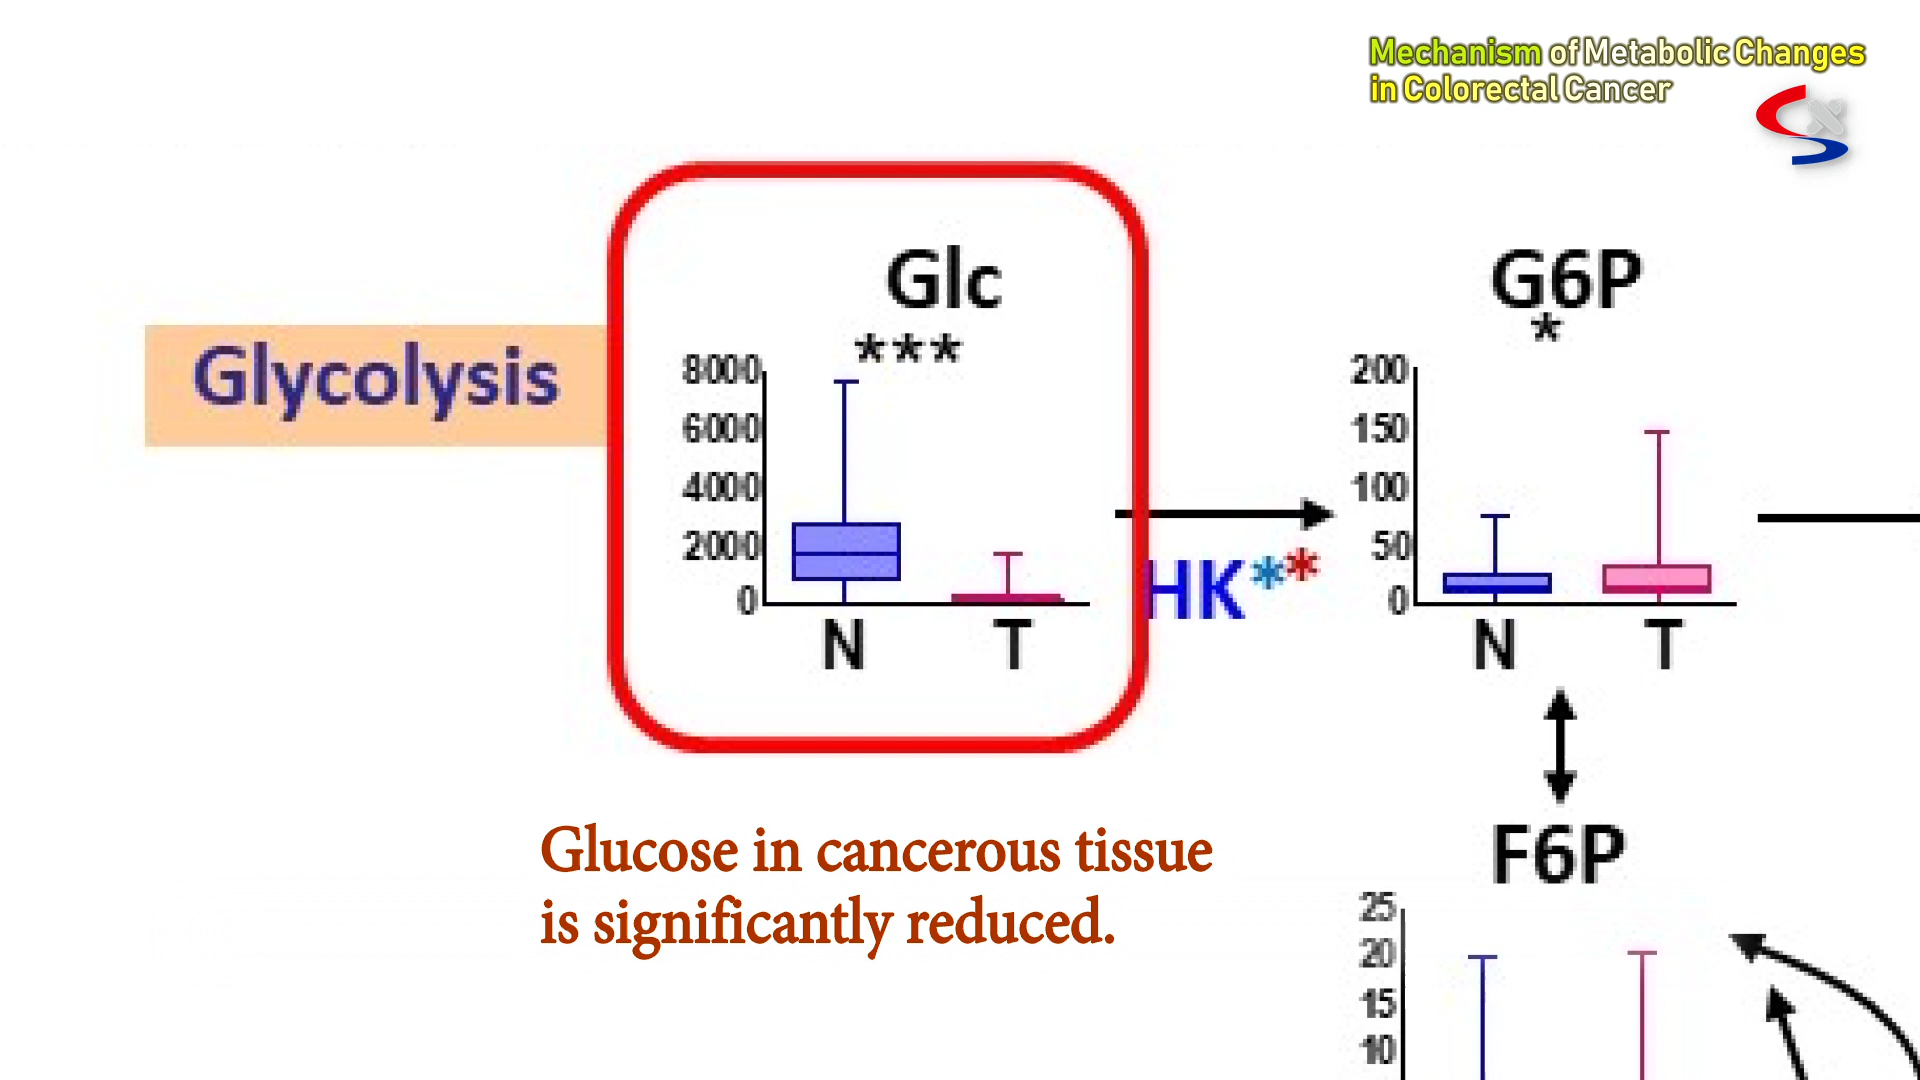 Mechanism of Metabolic Changes
in Colorectal Cancer
Glycolysis
Glc
***
8000
6000
4000
2000
0
N T
HK**
G6P
*
200
150
100
50
0
N T
F6P
25
20
15
10
Glucose in cancerous tissue
is significantly reduced.